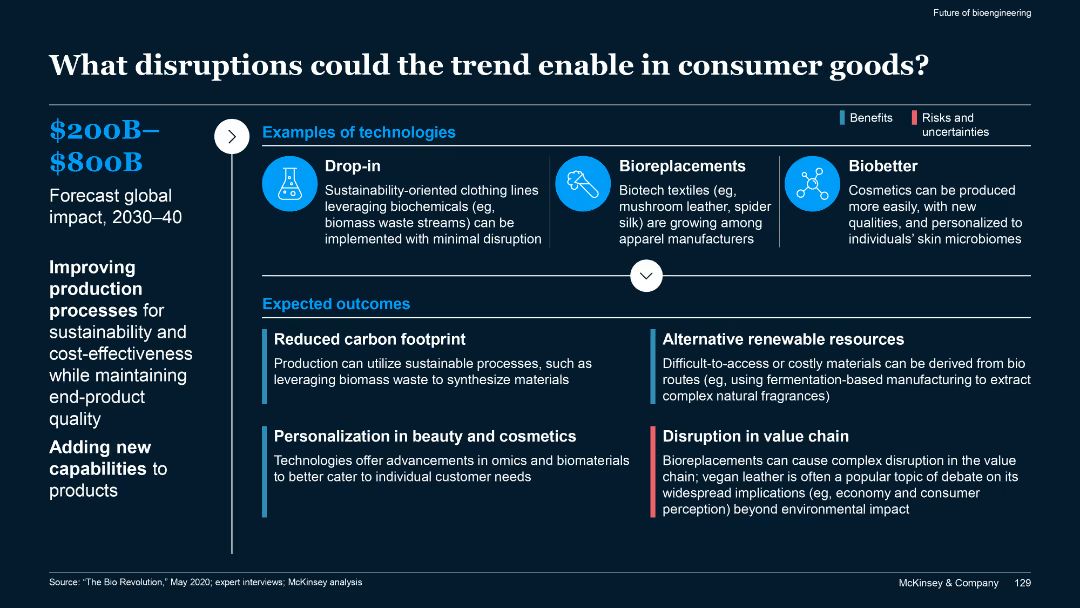 Future of bioengineering
What disruptions could the trend enable in consumer goods?
$200B–
$800B
Forecast global
impact, 2030–40
Improving
production
processes for
sustainability and
cost-effectiveness
while maintaining
end-product
quality
Adding new
capabilities to
products
Benefits
Risks and
uncertainties
Examples of technologies
Drop-in
Sustainability-oriented clothing lines
leveraging biochemicals (eg,
biomass waste streams) can be
implemented with minimal disruption
Bioreplacements
Biotech textiles (eg,
mushroom leather, spider
silk) are growing among
apparel manufacturers
Biobetter
Cosmetics can be produced
more easily, with new
qualities, and personalized to
individuals' skin microbiomes
Expected outcomes
Reduced carbon footprint
Production can utilize sustainable processes, such as
leveraging biomass waste to synthesize materials
Alternative renewable resources
Difficult-to-access or costly materials can be derived from bio
routes (eg, using fermentation-based manufacturing to extract
complex natural fragrances)
Personalization in beauty and cosmetics
Technologies offer advancements in omics and biomaterials
to better cater to individual customer needs
Disruption in value chain
Bioreplacements can cause complex disruption in the value
chain; vegan leather is often a popular topic of debate on its
widespread implications (eg, economy and consumer
perception) beyond environmental impact
Source: "The Bio Revolution," May 2020; expert interviews; McKinsey analysis
McKinsey & Company 129